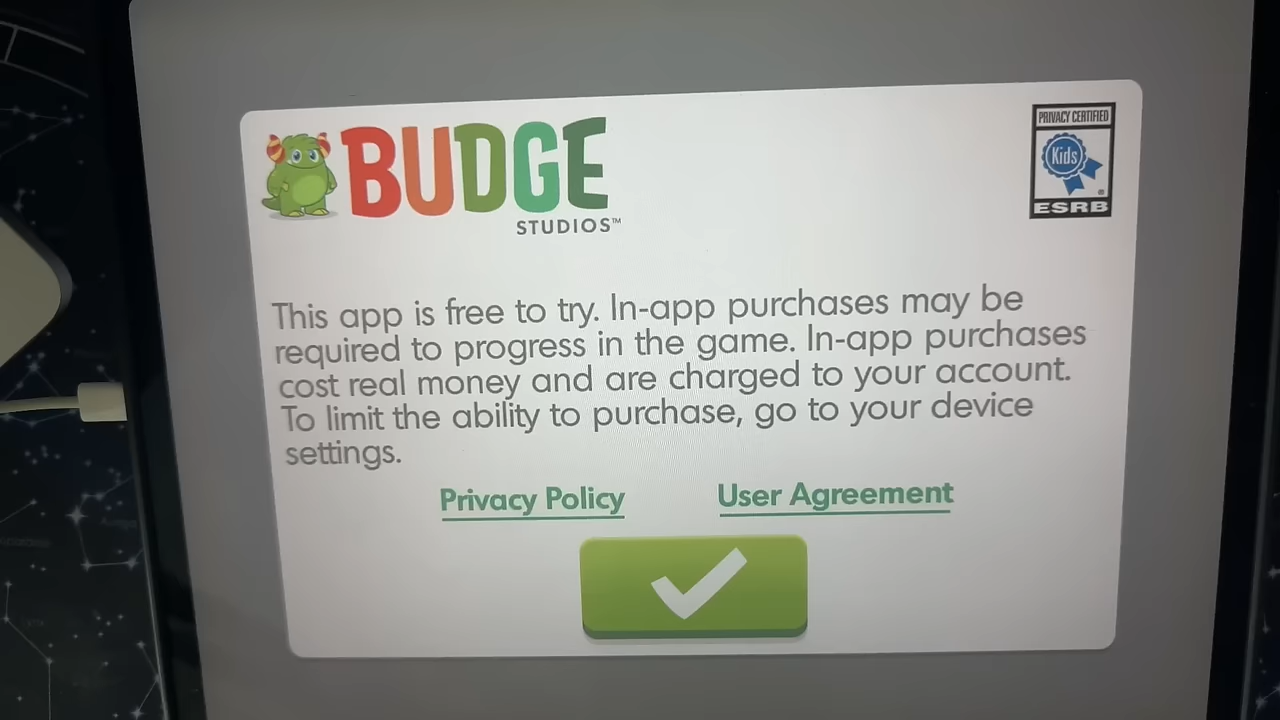 BUDGE
STUDIOS™
PRIVACY CERTIFIED
Kids
ESRB
This app is free to try. In-app purchases may be
required to progress in the game. In-app purchases
cost real money and are charged to your account.
To limit the ability to purchase, go to your device
settings.
Privacy Policy
User Agreement